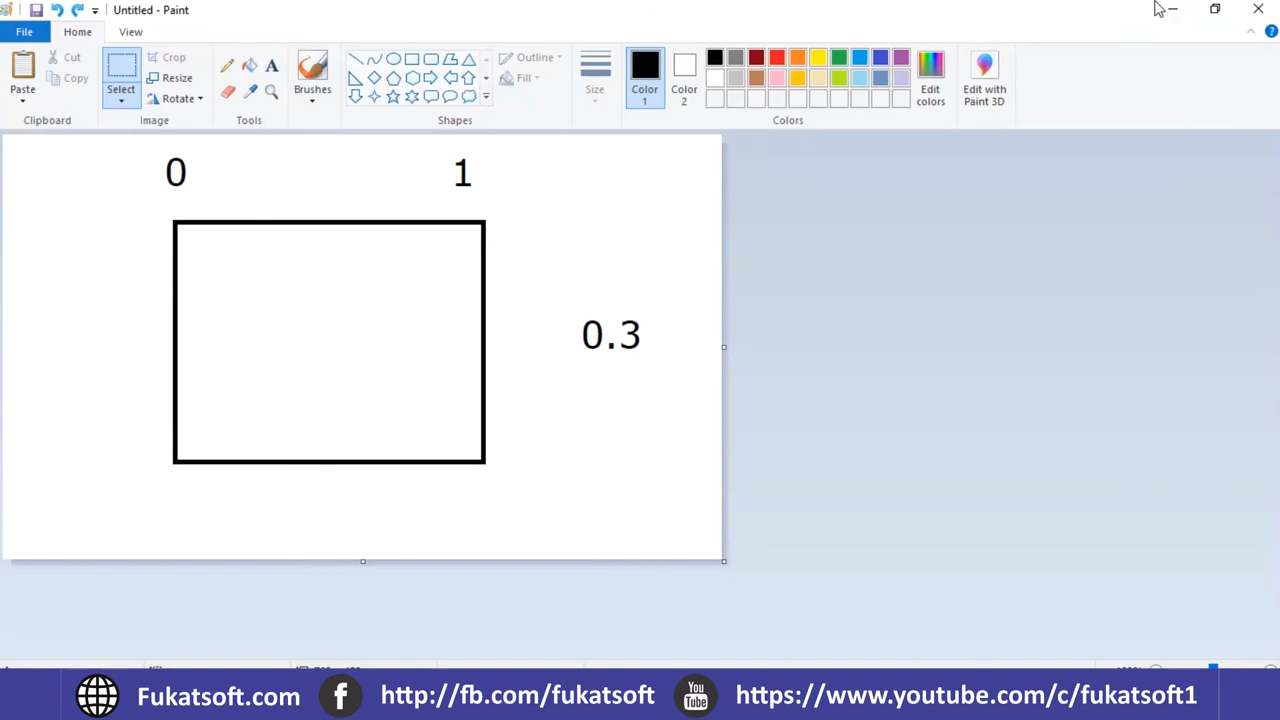 Untitled - Paint
File Home View
Paste
Cut
Copy
Clipboard
Select
Crop
Resize
Rotate
Image
A
Tools
Brushes
Shapes
Outline
Fill
Size
Color 1
Color 2
Colors
Edit colors
Edit with Paint 3D
0 1
0.3
Fukatsoft.com
f
http://fb.com/fukatsoft
You Tube
https://www.youtube.com/c/fukatsoft1